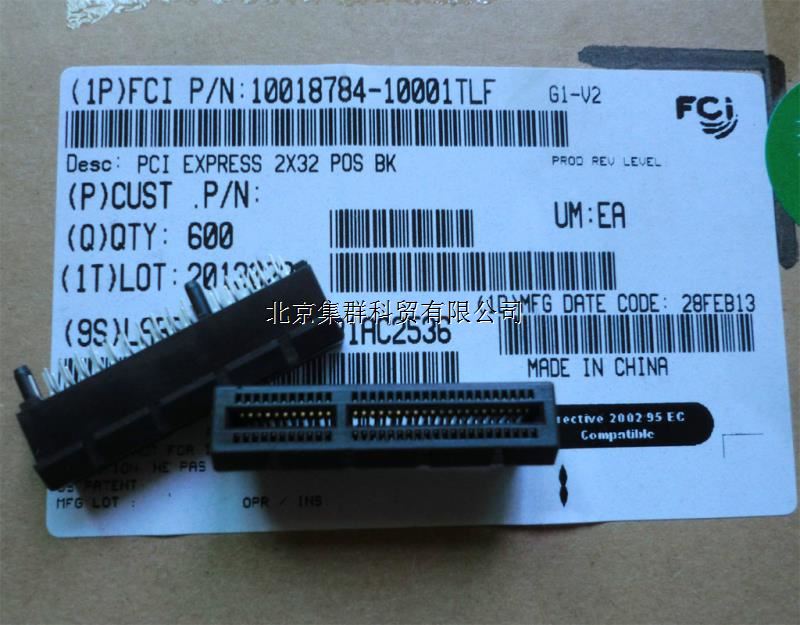 (1P)FCI P/N:10018784-10001TLF G1-V2
FCi
Desc: PCI EXPRESS 2X32 POS BK PROD REV LEVEL
(P)CUST .P/N:
UM:EA
(Q)QTY: 600
(1T)LOT:
北京集群科贸有限公司
MFG DATE CODE: 28FEB13
(9S)
MADE IN CHINA
2002 95 EC
Compatible
PATENT
MFG LOT : OPR / INS